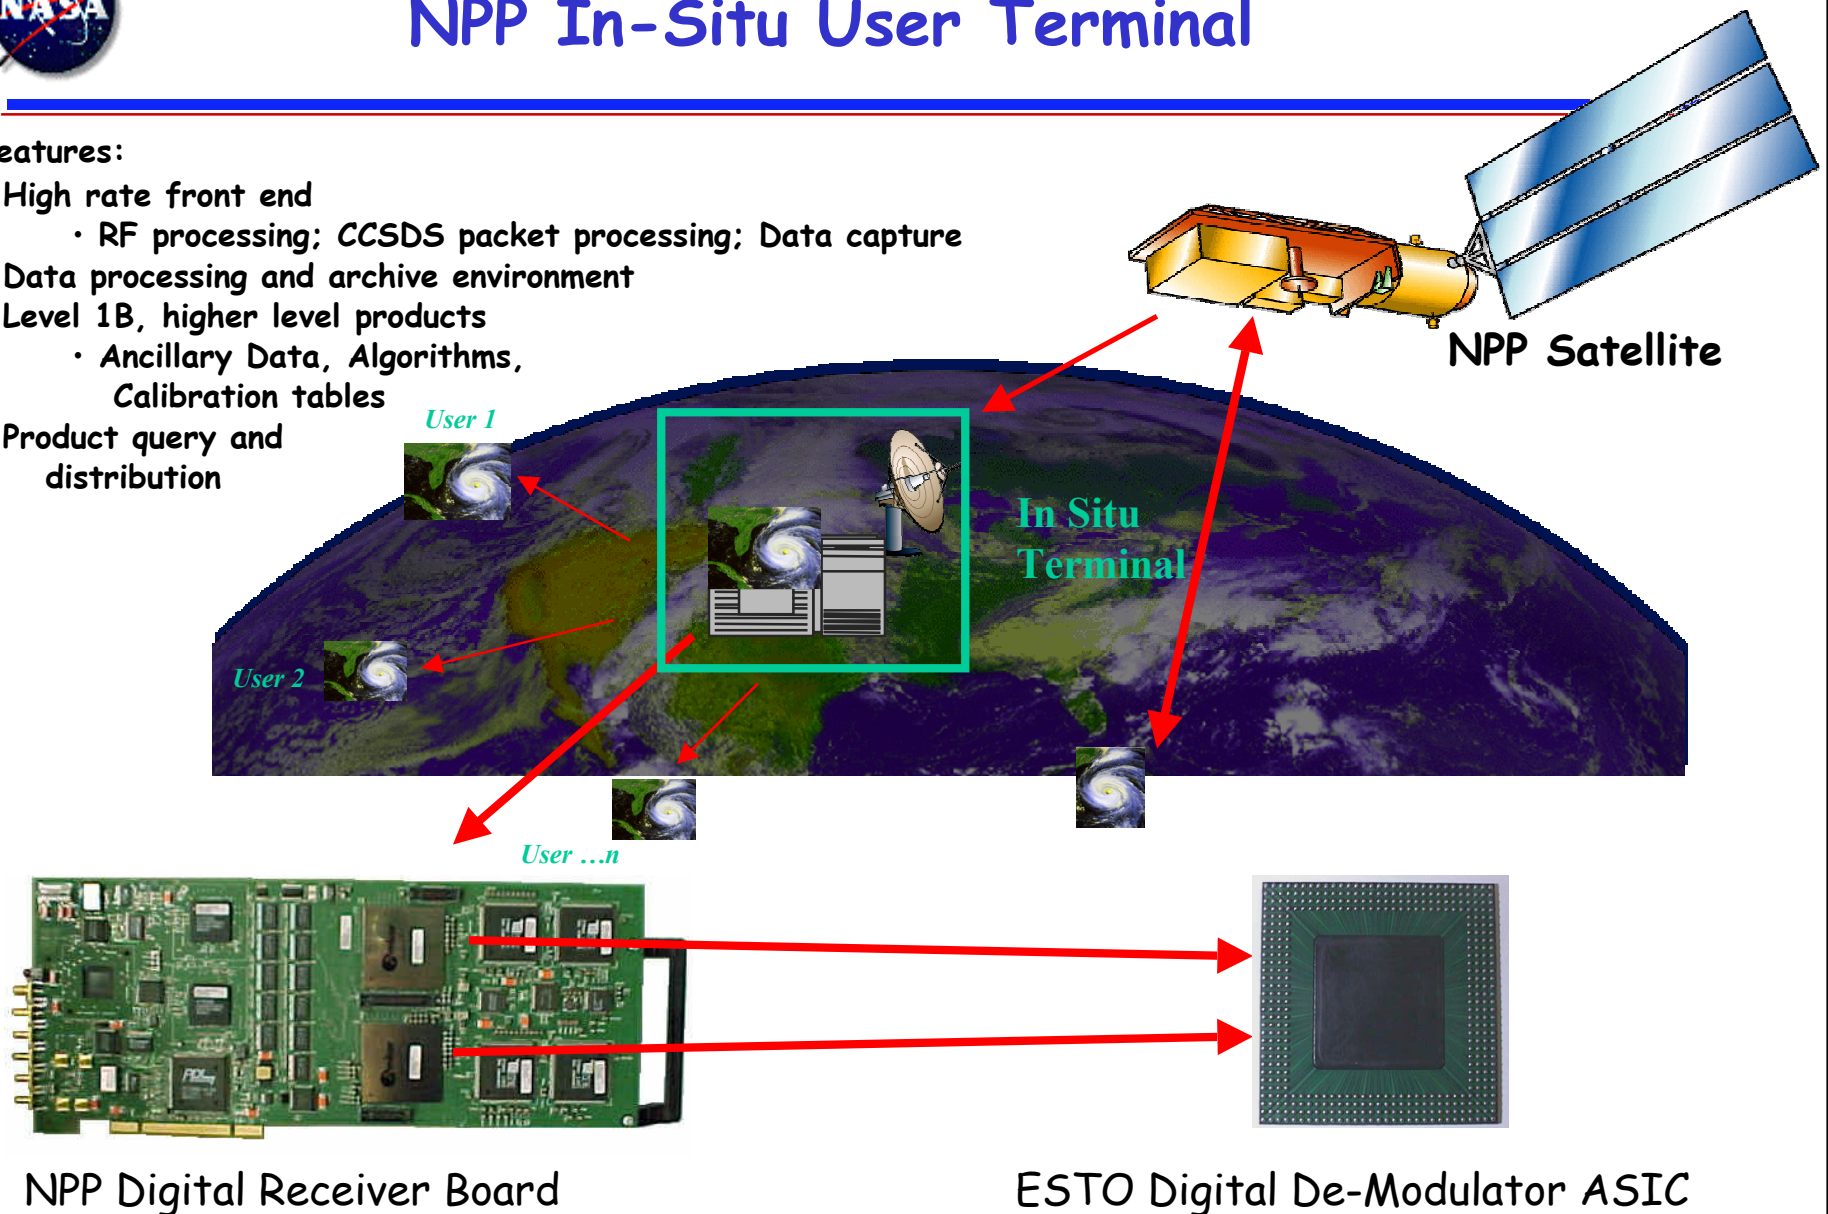 NASA
NPP In-Situ User Terminal
eatures:
High rate front end
• RF processing; CCSDS packet processing; Data capture
Data processing and archive environment
Level 1B, higher level products
• Ancillary Data, Algorithms,
Calibration tables
Product query and
distribution
NPP Satellite
User 1
In Situ
Terminal
User 2
User …n
NPP Digital Receiver Board
ESTO Digital De-Modulator ASIC